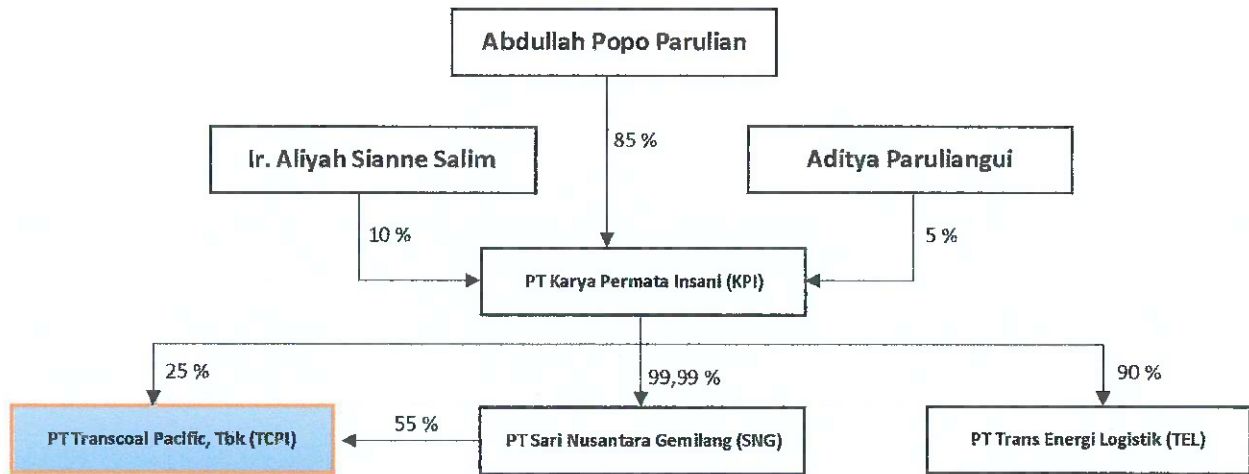 Abdullah Popo Parulian
85 %
Ir. Aliyah Sianne Salim
Aditya Paruliangui
10 %
5 %
PT Karya Permata Insani (KPI)
25 %
99,99 %
90 %
PT Transcoal Pacific, Tbk (TCPI)
55 %
PT Sari Nusantara Gemilang (SNG)
PT Trans Energi Logistik (TEL)